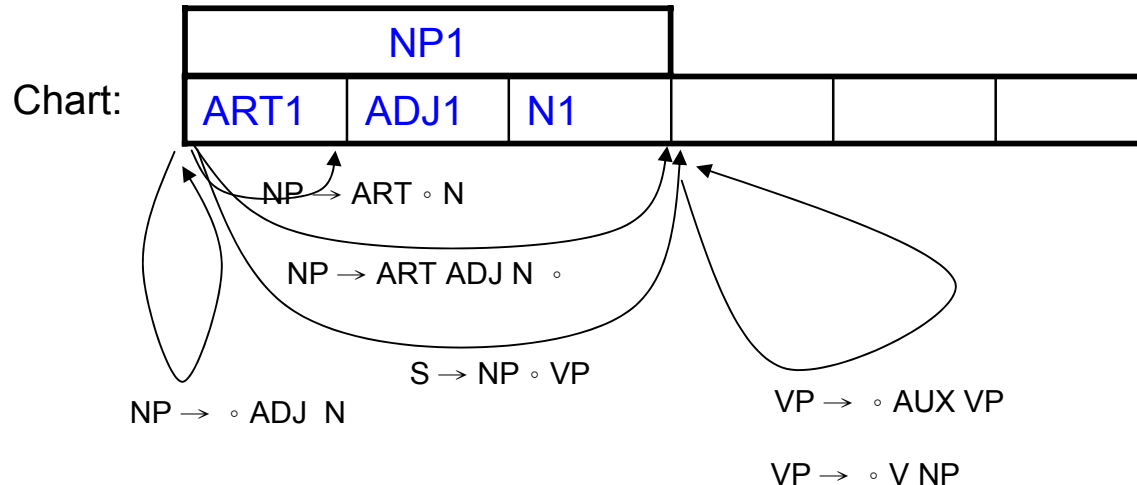 NP1
Chart:
ART1 ADJ1 N1
NP → ART ∘ N
NP → ART ADJ N ∘
S → NP ∘ VP
NP → ∘ ADJ N
VP → ∘ AUX VP
VP → ∘ V NP